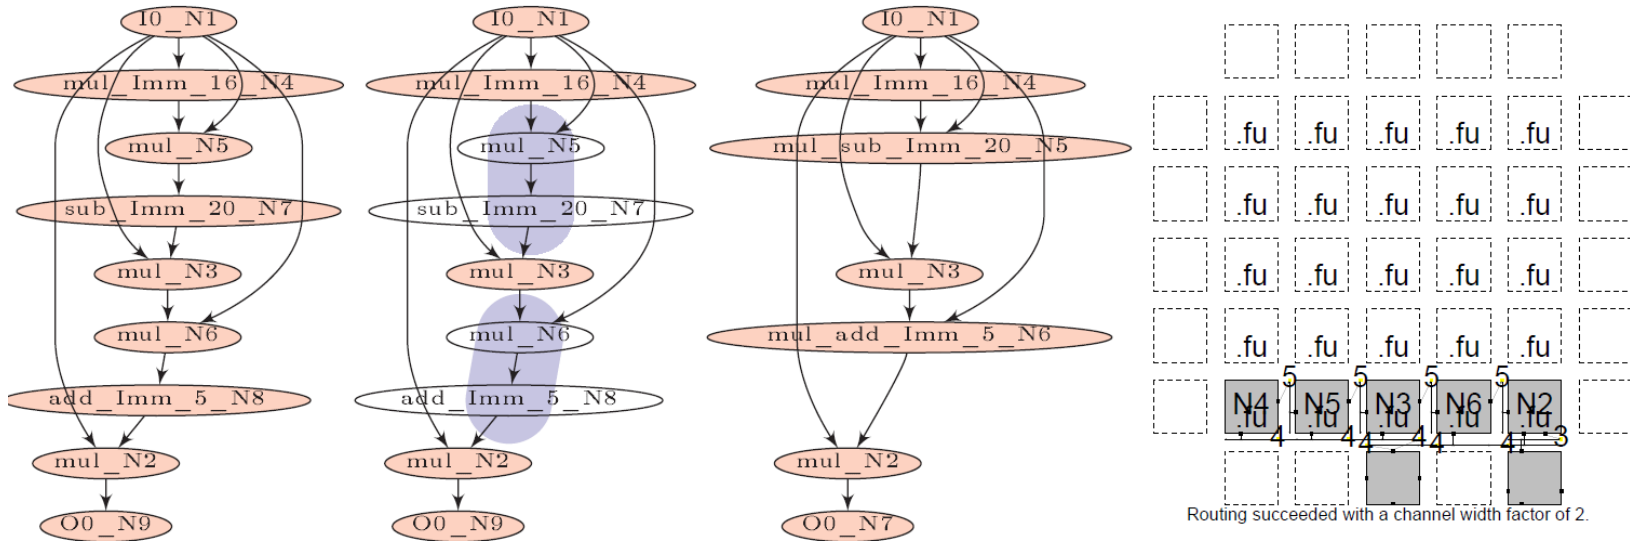 I0_N1
mul_Imm_16_N4
mul_N5
sub_Imm_20_N7
mul_N3
mul_N6
add_Imm_5_N8
mul_N2
O0_N9
I0_N1
mul_Imm_16_N4
mul_N5
sub_Imm_20_N7
mul_N3
mul_N6
add_Imm_5_N8
mul_N2
O0_N9
I0_N1
mul_Imm_16_N4
mul_sub_Imm_20_N5
mul_N3
mul_add_Imm_5_N6
mul_N2
O0_N7
.fu .fu .fu .fu .fu
.fu .fu .fu .fu .fu
.fu .fu .fu .fu .fu
.fu .fu .fu .fu .fu
5 5 5 5
N4 N5 N3 N6 N2
.fu .fu .fu .fu .fu
4 4 4 4 4 4 3
Routing succeeded with a channel width factor of 2.